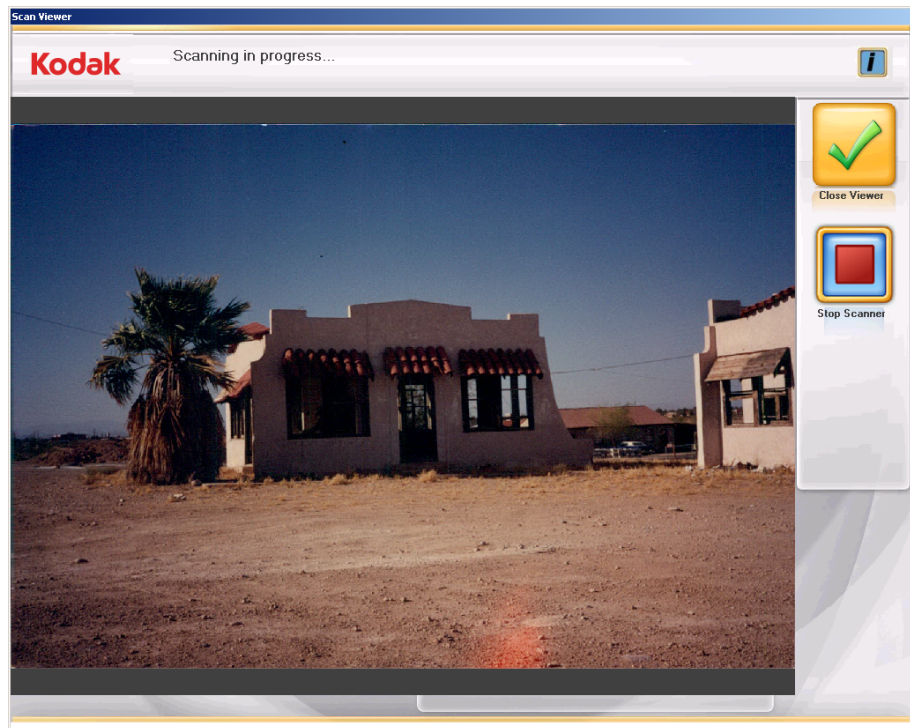 Scan Viewer
Kodak
Scanning in progress...
i
Close Viewer
Stop Scanner